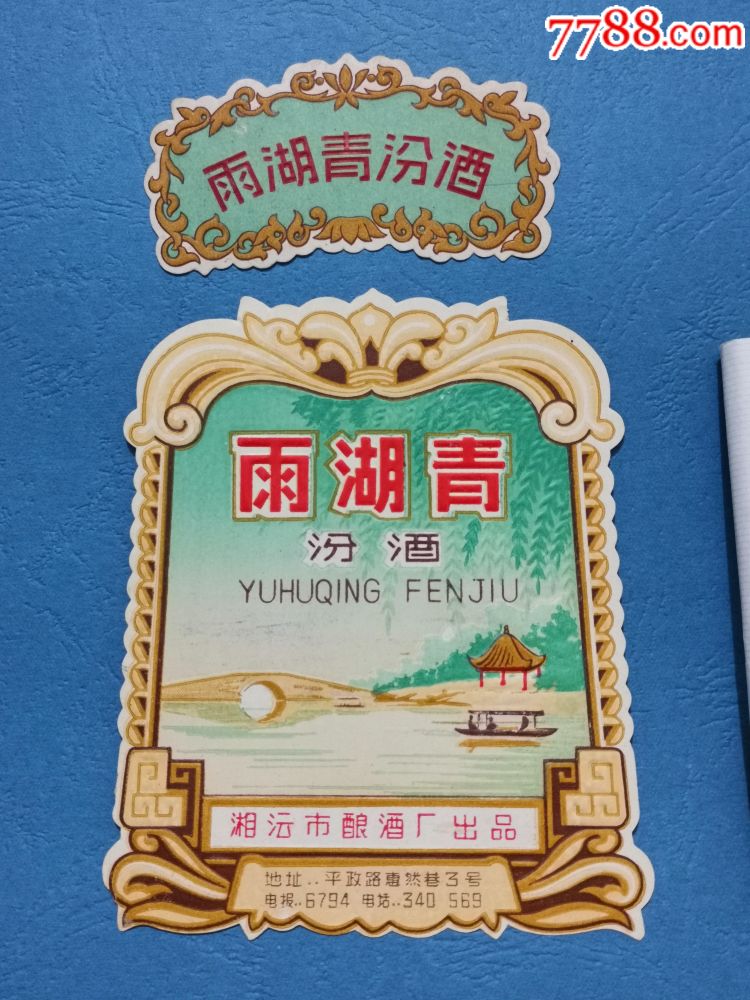 7788.com
雨湖青汾酒
雨湖青
汾酒
YUHUQING FENJIU
湘沄市酿酒厂出品
地址..平政路惠然巷3号
电报..6794 电话..340 569